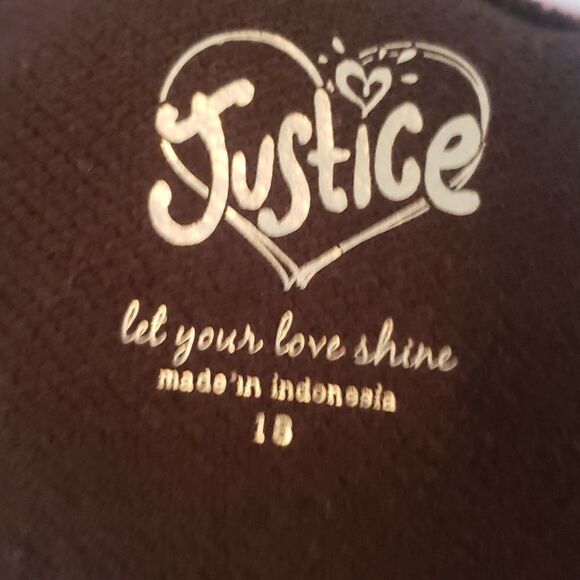 Justice
let your love shine
made in indonesia
18